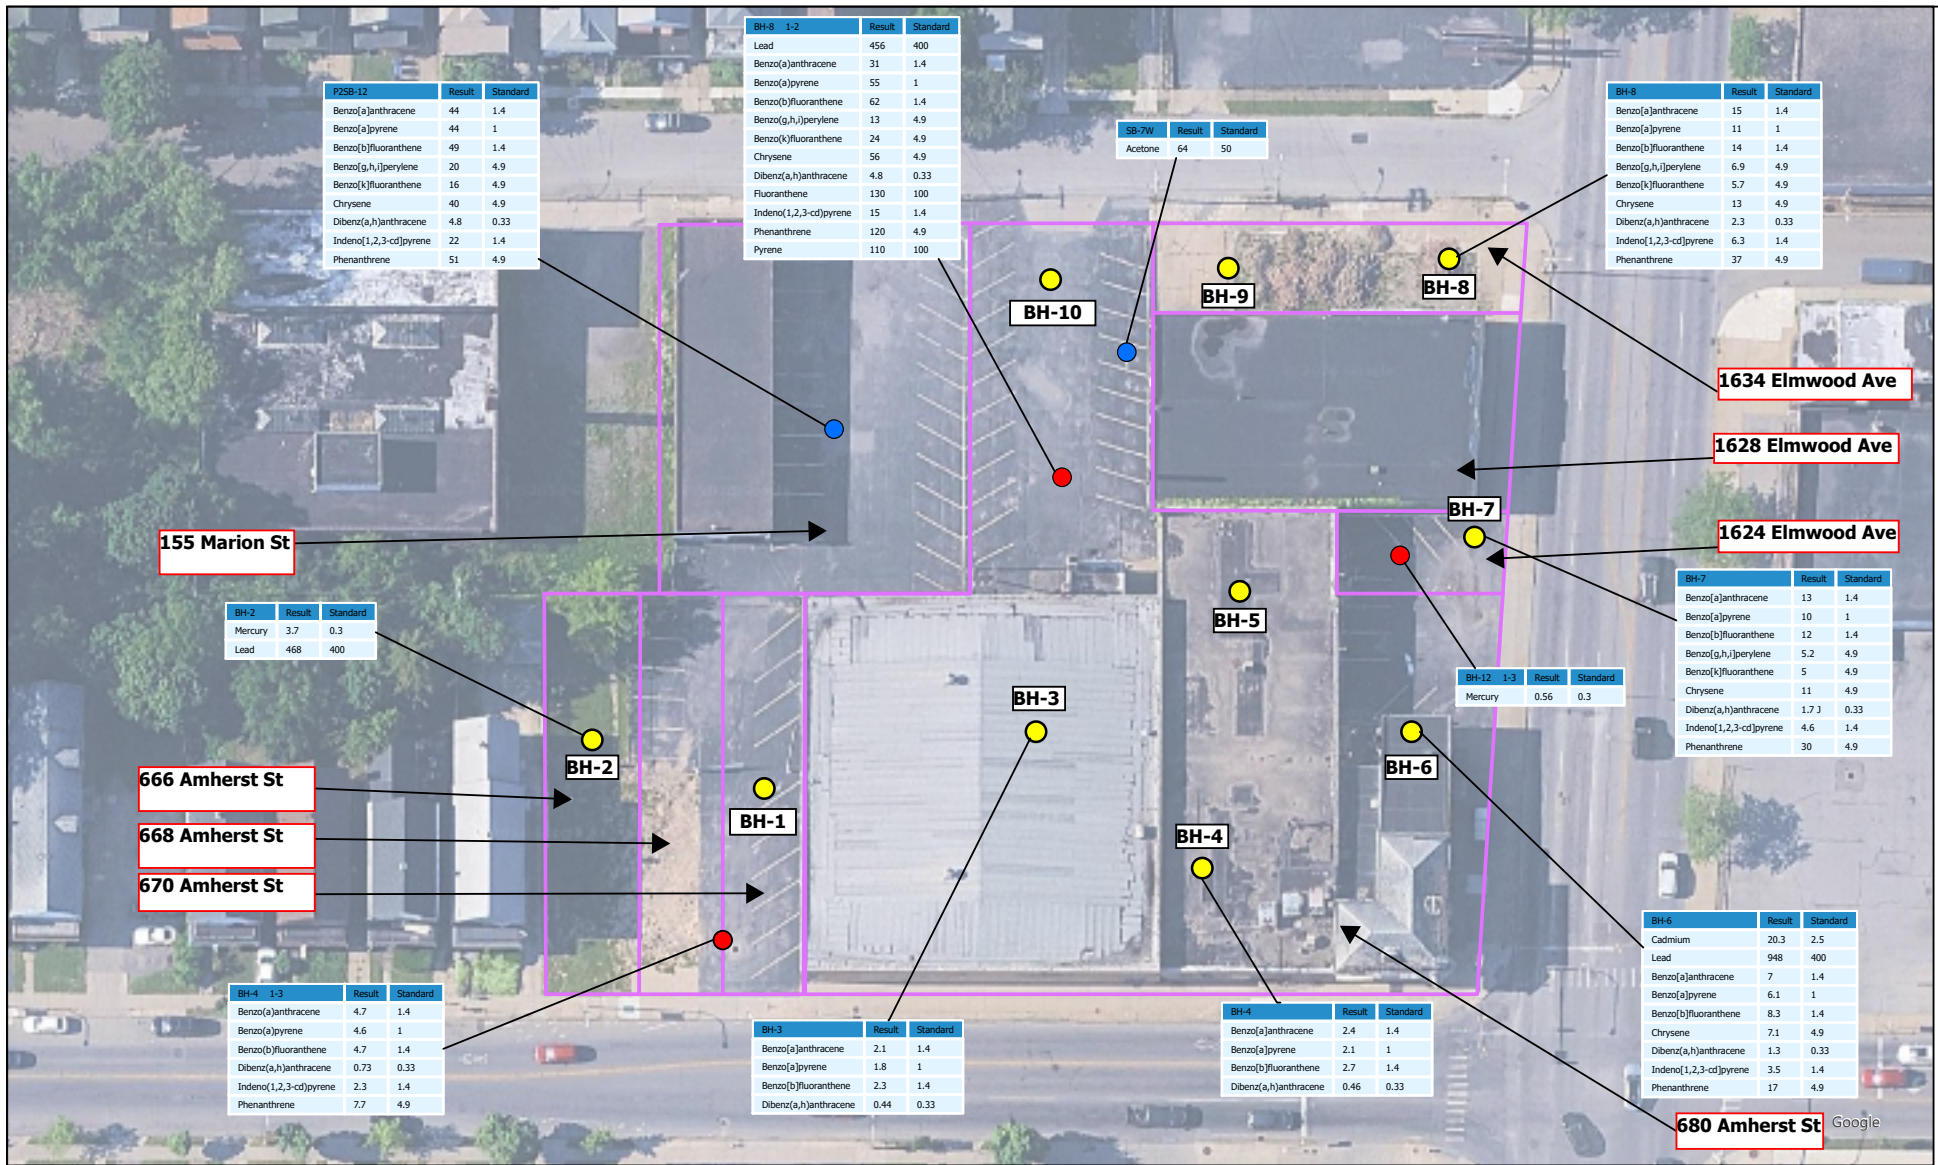 P2SB-12 Result Standard
Benzo[a]anthracene 44 1.4
Benzo[a]pyrene 44 1
Benzo[b]fluoranthene 49 1.4
Benzo[g,h,i]perylene 20 4.9
Benzo[k]fluoranthene 16 4.9
Chrysene 40 4.9
Dibenz(a,h)anthracene 4.8 0.33
Indeno[1,2,3-cd]pyrene 22 1.4
Phenanthrene 51 4.9
BH-8 1-2 Result Standard
Lead 456 400
Benzo(a)anthracene 31 1.4
Benzo(a)pyrene 55 1
Benzo(b)fluoranthene 62 1.4
Benzo(g,h,i)perylene 13 4.9
Benzo(k)fluoranthene 24 4.9
Chrysene 56 4.9
Dibenz(a,h)anthracene 4.8 0.33
Fluoranthene 130 100
Indeno(1,2,3-cd)pyrene 15 1.4
Phenanthrene 120 4.9
Pyrene 110 100
SB-7W Result Standard
Acetone 64 50
BH-8 Result Standard
Benzo[a]anthracene 15 1.4
Benzo[a]pyrene 11 1
Benzo[b]fluoranthene 14 1.4
Benzo[g,h,i]perylene 6.9 4.9
Benzo[k]fluoranthene 5.7 4.9
Chrysene 13 4.9
Dibenz(a,h)anthracene 2.3 0.33
Indeno[1,2,3-cd]pyrene 6.3 1.4
Phenanthrene 37 4.9
BH-10
BH-9
BH-8
1634 Elmwood Ave
1628 Elmwood Ave
BH-7
1624 Elmwood Ave
155 Marion St
BH-7 Result Standard
Benzo[a]anthracene 13 1.4
Benzo[a]pyrene 10 1
Benzo[b]fluoranthene 12 1.4
Benzo[g,h,i]perylene 5.2 4.9
Benzo[k]fluoranthene 5 4.9
Chrysene 11 4.9
Dibenz(a,h)anthracene 1.7 J 0.33
Indeno[1,2,3-cd]pyrene 4.6 1.4
Phenanthrene 30 4.9
BH-2 Result Standard
Mercury 3.7 0.3
Lead 468 400
BH-5
BH-12 1-3 Result Standard
Mercury 0.56 0.3
BH-3
BH-2
BH-6
666 Amherst St
BH-1
668 Amherst St
BH-4
670 Amherst St
BH-6 Result Standard
Cadmium 20.3 2.5
Lead 948 400
Benzo[a]anthracene 7 1.4
Benzo[a]pyrene 6.1 1
Benzo[b]fluoranthene 8.3 1.4
Chrysene 7.1 4.9
Dibenz(a,h)anthracene 1.3 0.33
Indeno[1,2,3-cd]pyrene 3.5 1.4
Phenanthrene 17 4.9
BH-4 1-3 Result Standard
Benzo(a)anthracene 4.7 1.4
Benzo(a)pyrene 4.6 1
Benzo(b)fluoranthene 4.7 1.4
Dibenz(a,h)anthracene 0.73 0.33
Indeno(1,2,3-cd)pyrene 2.3 1.4
Phenanthrene 7.7 4.9
BH-3 Result Standard
Benzo[a]anthracene 2.1 1.4
Benzo[a]pyrene 1.8 1
Benzo[b]fluoranthene 2.3 1.4
Dibenz(a,h)anthracene 0.44 0.33
BH-4 Result Standard
Benzo[a]anthracene 2.4 1.4
Benzo[a]pyrene 2.1 1
Benzo[b]fluoranthene 2.7 1.4
Dibenz(a,h)anthracene 0.46 0.33
680 Amherst St
Google